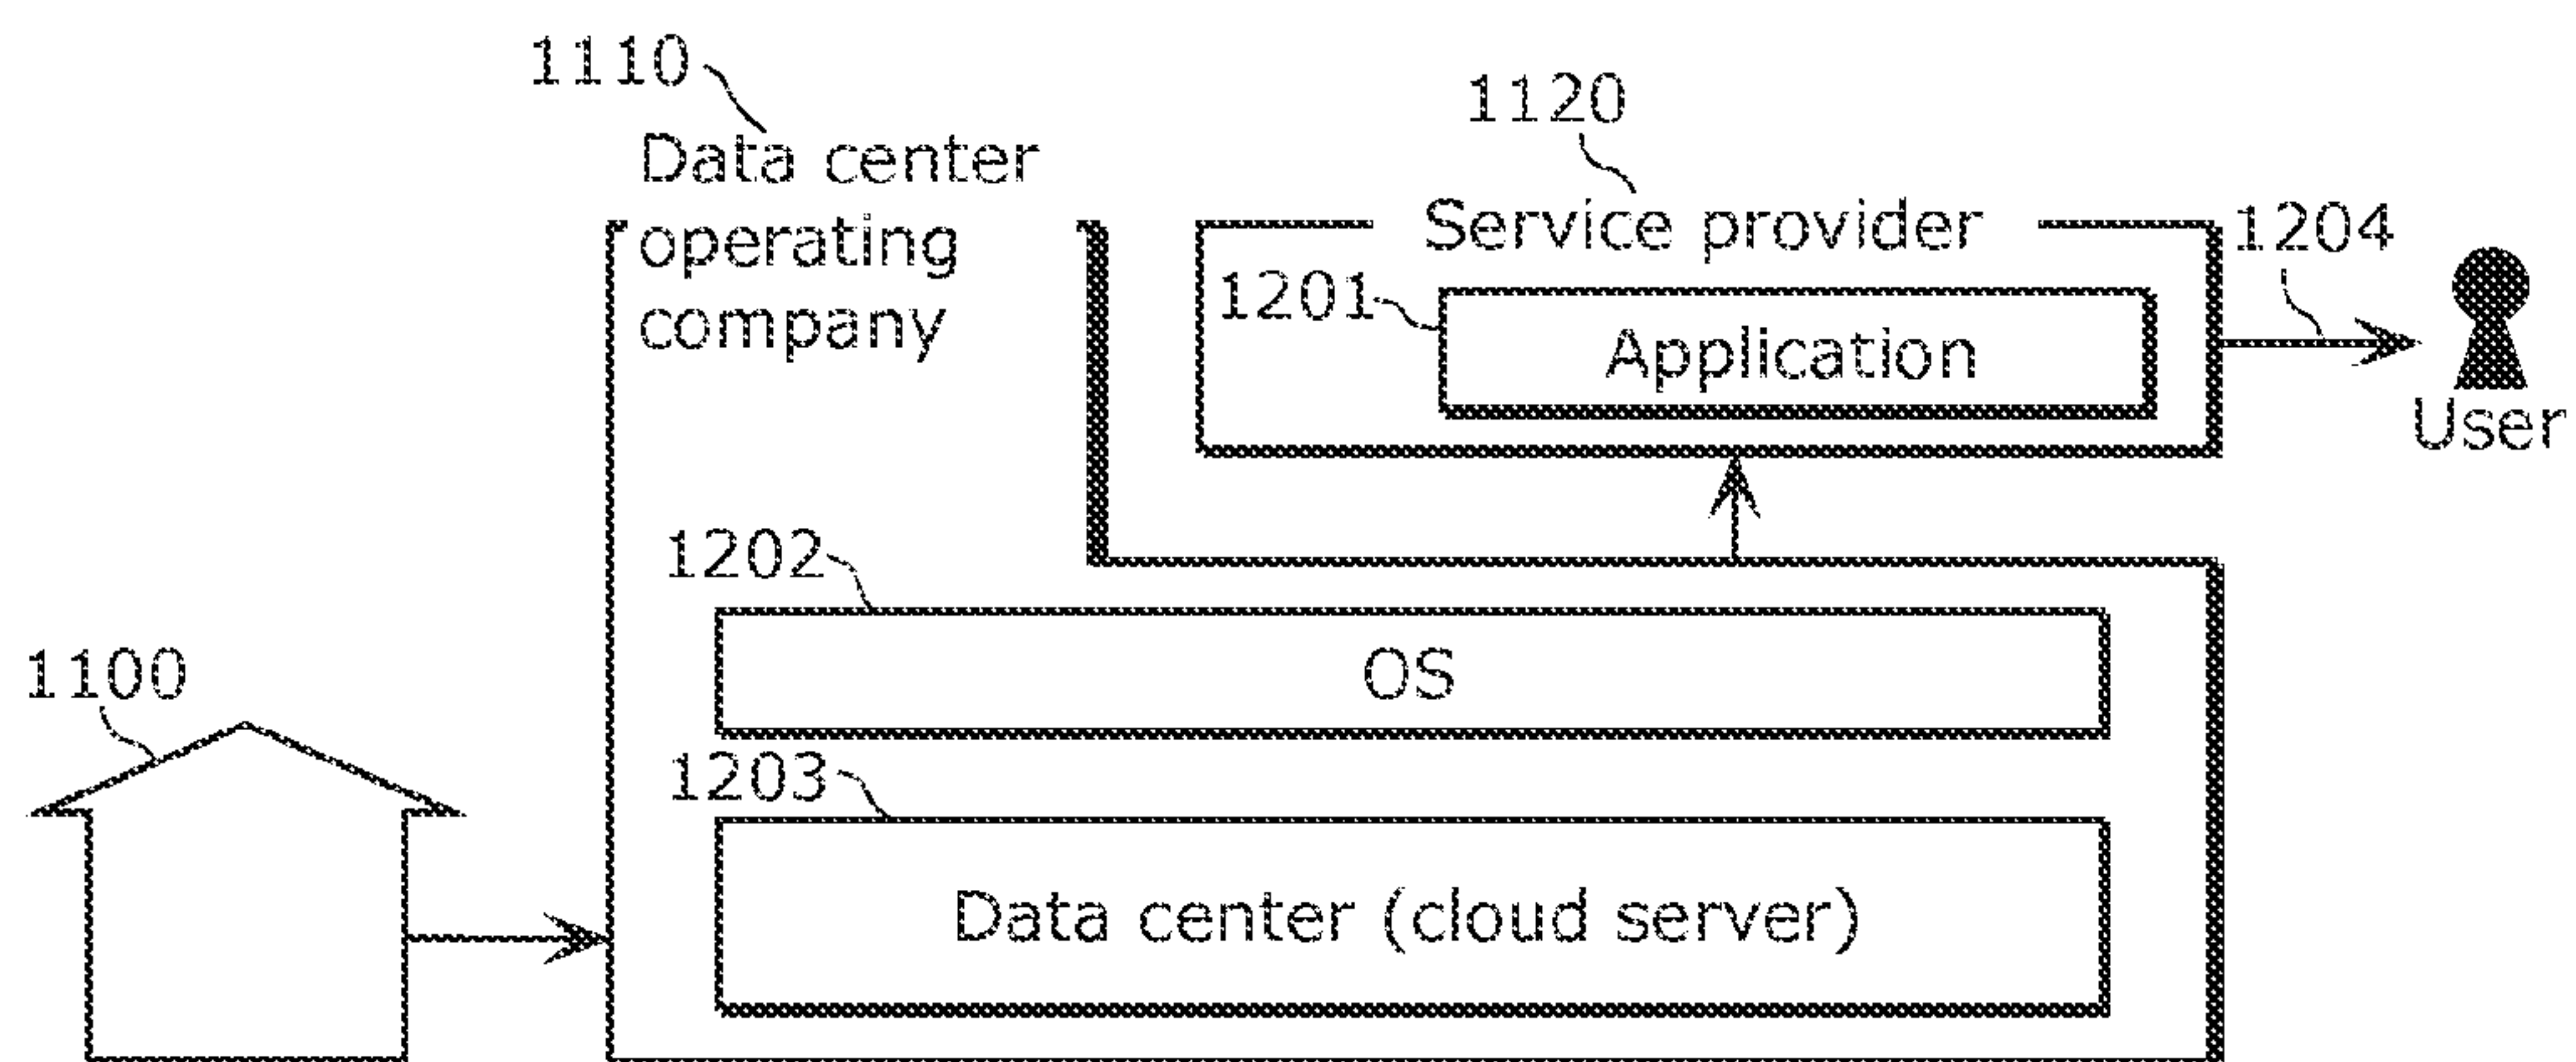 1110
Data center
operating
company
1120
Service provider
1204
1201
Application
User
1202
OS
1100
1203
Data center (cloud server)